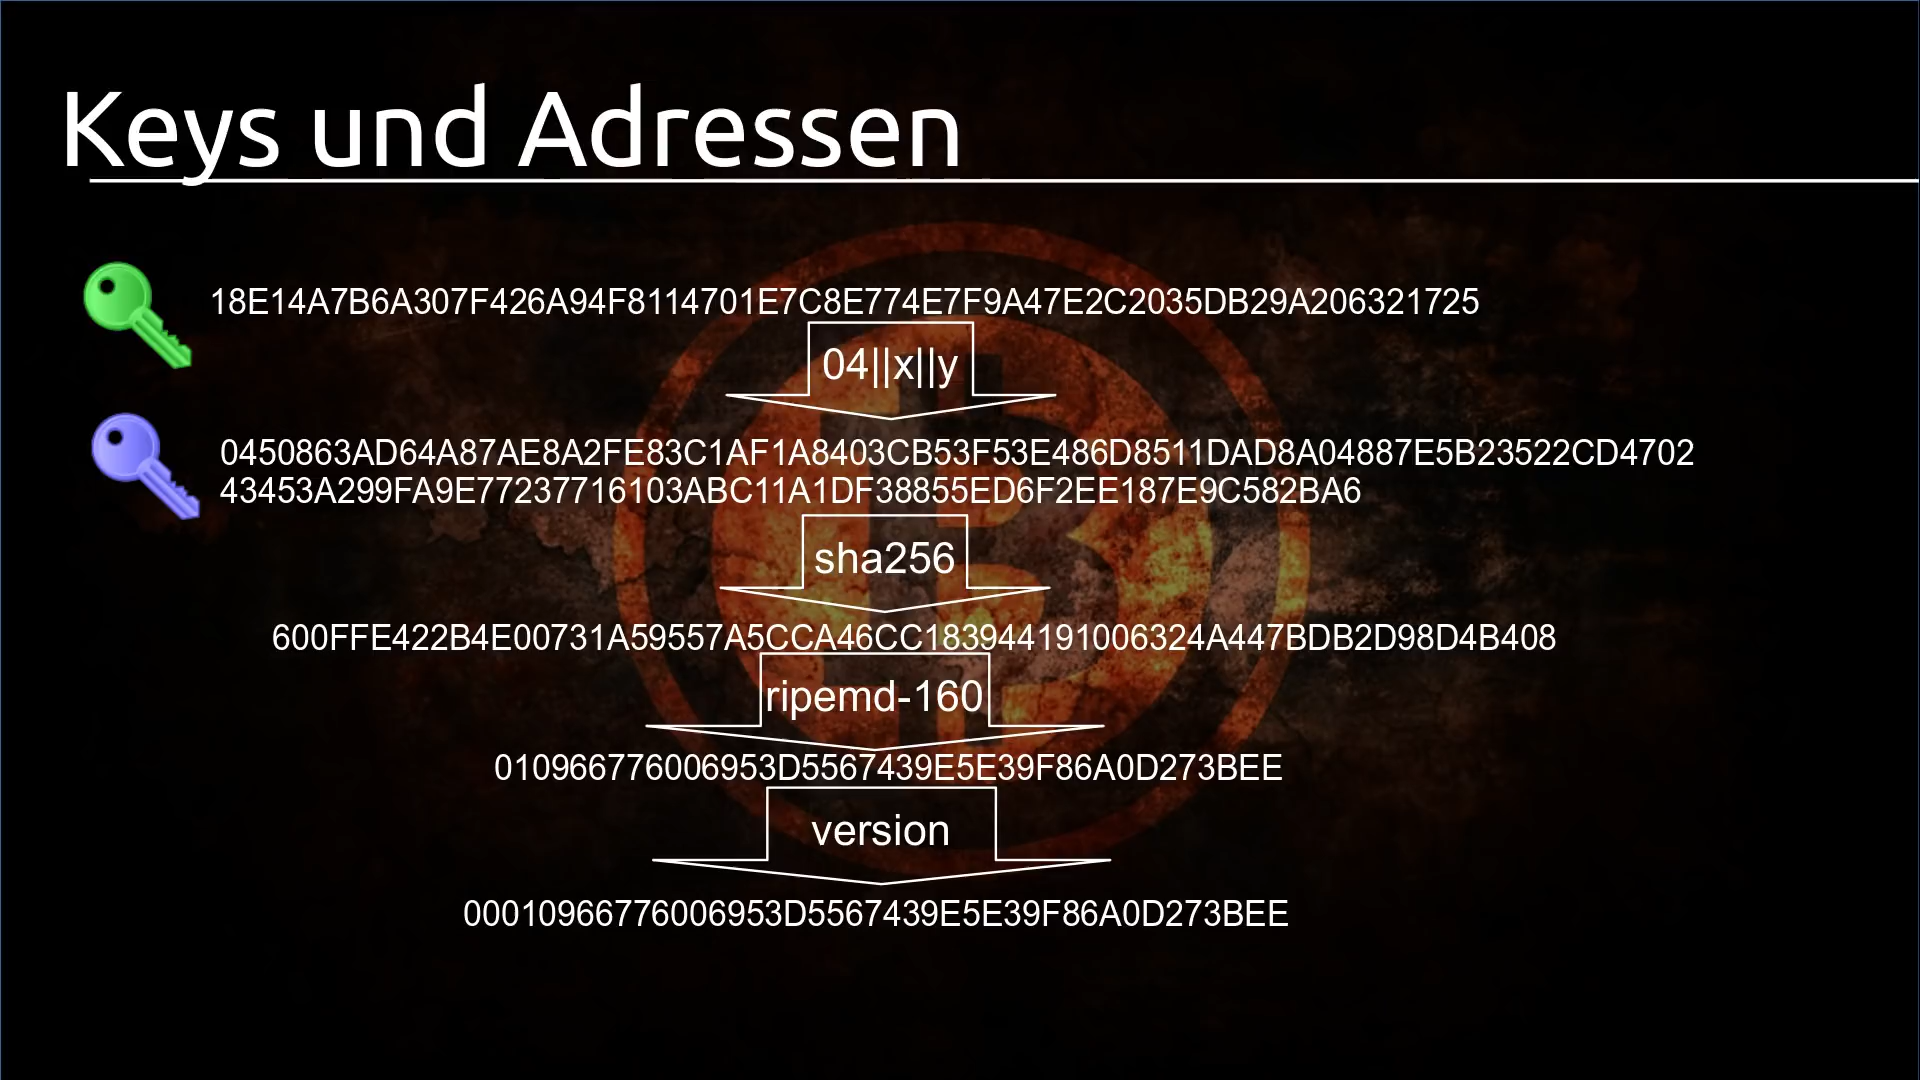 Keys und Adressen
18E14A7B6A307F426A94F8114701E7C8E774E7F9A47E2C2035DB29A206321725
04||x||y
0450863AD64A87AE8A2FE83C1AF1A8403CB53F53E486D8511DAD8A04887E5B23522CD4702
43453A299FA9E77237716103ABC11A1DF38855ED6F2EE187E9C582BA6
sha256
600FFE422B4E00731A59557A5CCA46CC183944191006324A447BDB2D98D4B408
ripemd-160
010966776006953D5567439E5E39F86A0D273BEE
version
00010966776006953D5567439E5E39F86A0D273BEE